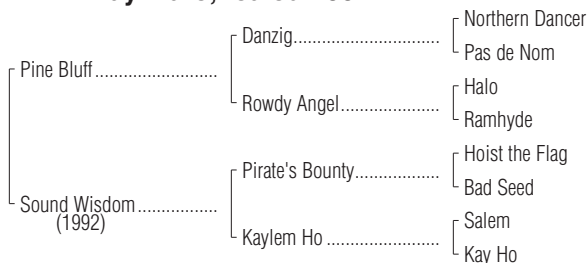 Northern Dancer
Danzig
Pas de Nom
Pine Bluff
Halo
Rowdy Angel
Ramhyde
Hoist the Flag
Pirate's Bounty
Bad Seed
Sound Wisdom
(1992)
Salem
Kaylem Ho
Kay Ho